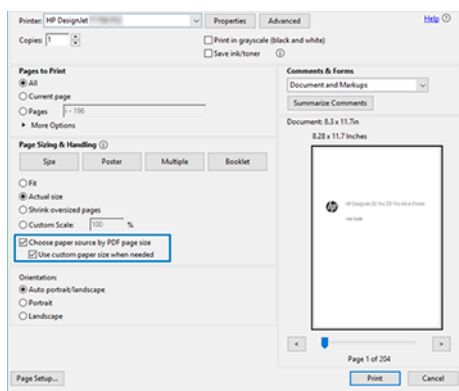 Printer: HP DesignJet
Properties
Advanced
Help
Copies: 1
Print in grayscale (black and white)
Save ink/toner
Pages to Print
All
Current page
Pages 1 - 196
More Options
Page Sizing & Handling
Size
Poster
Multiple
Booklet
Fit
Actual size
Shrink oversized pages
Custom Scale: 100 %
Choose paper source by PDF page size
Use custom paper size when needed
Orientation:
Auto portrait/landscape
Portrait
Landscape
Comments & Forms
Document and Markups
Summarize Comments
Document: 8.3 x 11.7in
8.28 x 11.7 Inches
hp
User Guide
<
>
Page 1 of 204
Page Setup...
Print
Cancel